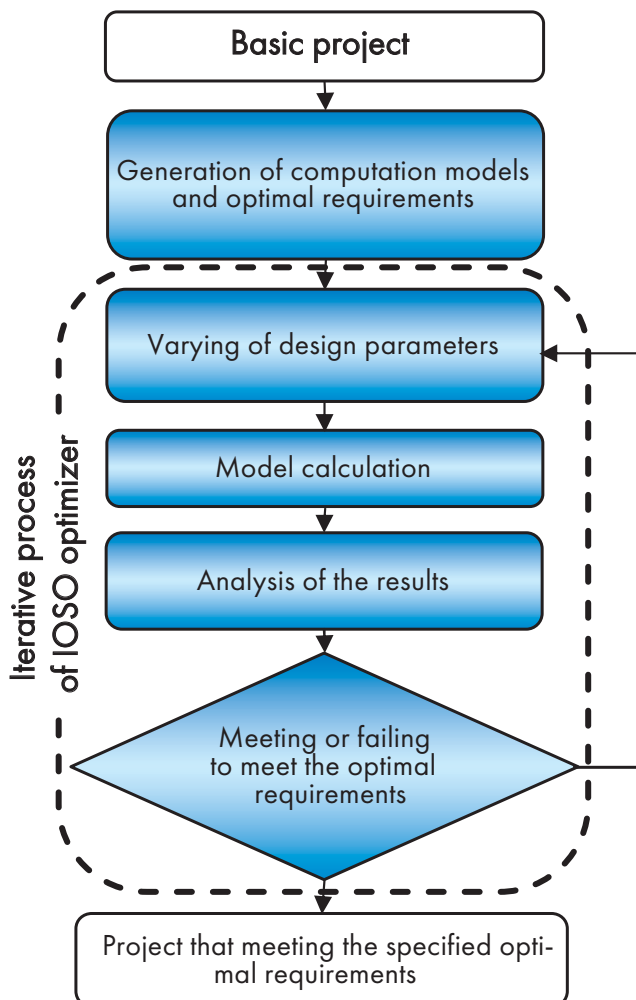 Basic project
Generation of computation models
and optimal requirements
Varying of design parameters
Model calculation
Analysis of the results
Iterative process
of IOSO optimizer
Meeting or failing
to meet the optimal
requirements
Project that meeting the specified opti-
mal requirements